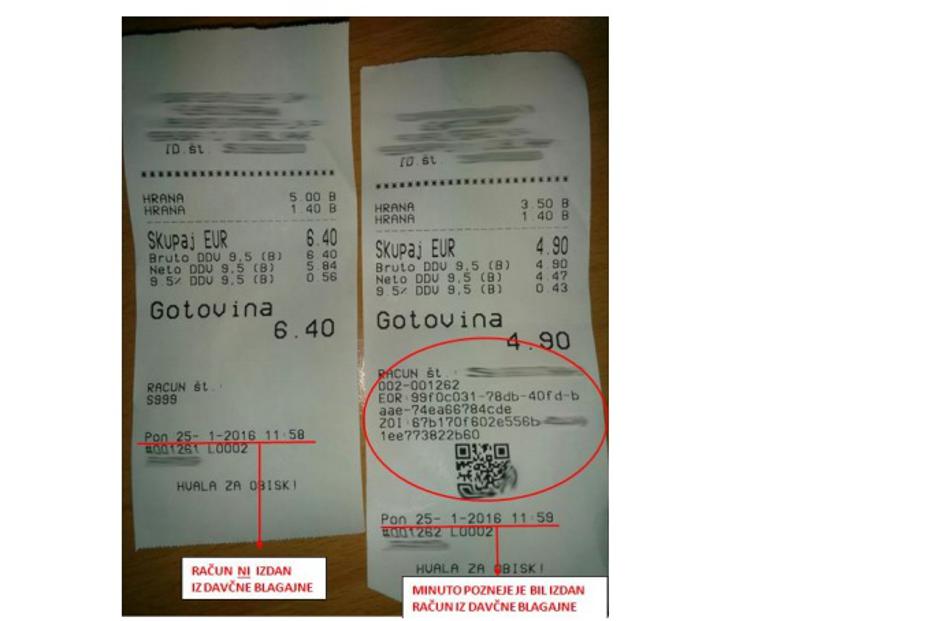 ID.št.
HRANA 5.00 B
HRANA 1.40 B
Skupaj EUR 6.40
Bruto DDV 9,5 (B) 6.40
Neto DDV 9,5 (B) 5.84
9.5% DDV 9,5 (B) 0.56
Gotovina
6.40
RACUN št.:
S999
Pon 25- 1-2016 11:58
#001261 L0002
HVALA ZA OBISK!
RAČUN NI IZDAN
IZ DAVČNE BLAGAJNE
ID.št
HRANA 3.50 B
HRANA 1.40 B
Skupaj EUR 4.90
Bruto DDV 9,5 (B) 4.90
Neto DDV 9,5 (B) 4.47
9.5% DDV 9,5 (B) 0.43
Gotovina
4.90
RACUN št.
002-001262
EOR:99f0c031-78db-40fd-b
aae-74ea66784cde
ZOI:67b170f602e556b
1ee773822b60
Pon 25- 1-2016 11:59
#001262 L0002
HVALA ZA OBISK!
MINUTO POZNEJE JE BIL IZDAN
RAČUN IZ DAVČNE BLAGAJNE